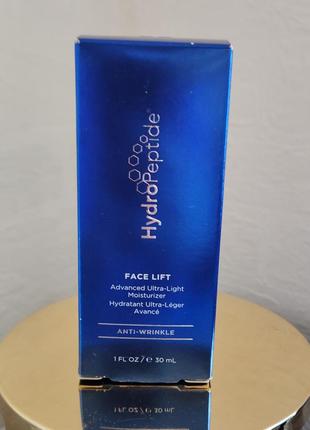 HydroPeptide®
FACE LIFT
Advanced Ultra-Light
Moisturizer
Hydratant Ultra-Léger
Avancé
ANTI-WRINKLE
1 FL OZ / ℮ 30 mL